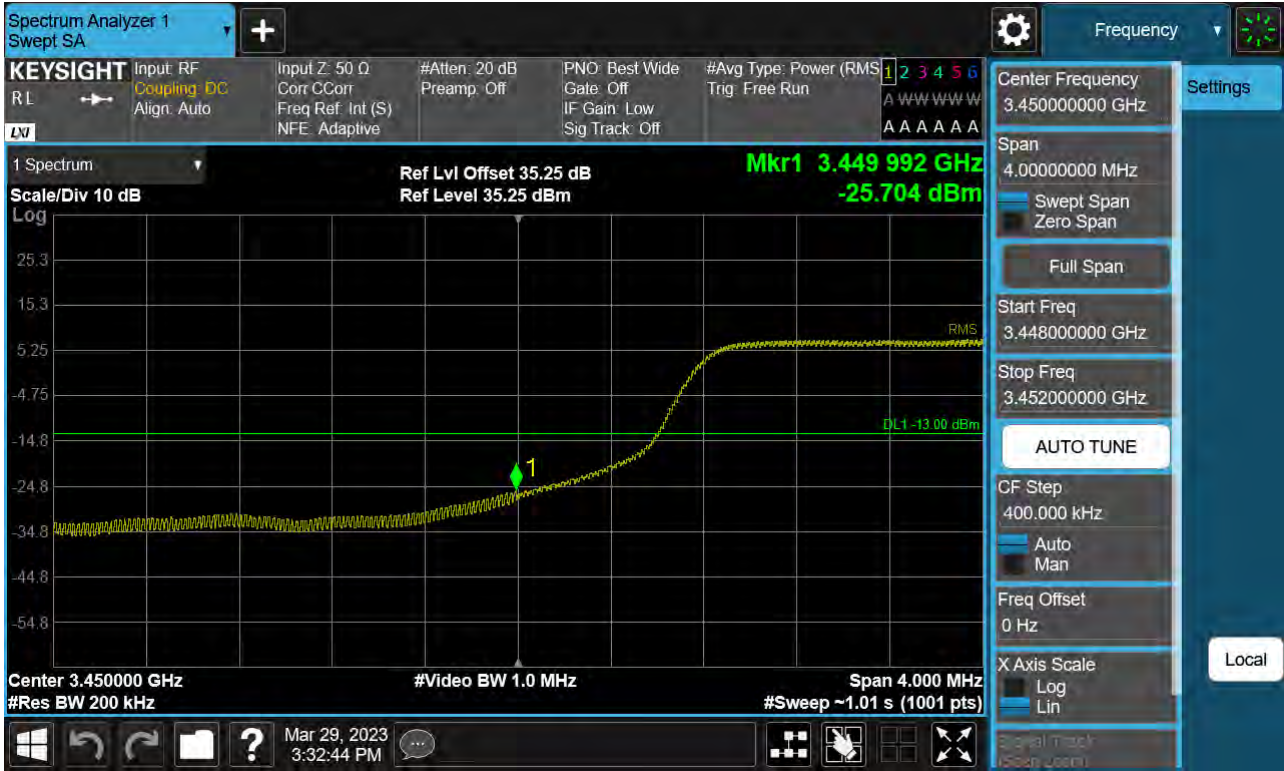 Spectrum Analyzer 1
Swept SA
+
Frequency
KEYSIGHT
RL
LXI
Input: RF
Coupling: DC
Align: Auto
Input Z: 50 Ω
Corr CCorr
Freq Ref: Int (S)
NFE: Adaptive
#Atten: 20 dB
Preamp: Off
PNO: Best Wide
Gate: Off
IF Gain: Low
Sig Track: Off
#Avg Type: Power (RMS
Trig: Free Run
1 2 3 4 5 6
A W W W W W
A A A A A A
1 Spectrum
Scale/Div 10 dB
Log
Ref Lvl Offset 35.25 dB
Ref Level 35.25 dBm
Mkr1 3.449 992 GHz
-25.704 dBm
25.3
15.3
5.25
-4.75
-14.8
-24.8
-34.8
-44.8
-54.8
RMS
DL1 -13.00 dBm
1
Center 3.450000 GHz
#Res BW 200 kHz
#Video BW 1.0 MHz
Span 4.000 MHz
#Sweep ~1.01 s (1001 pts)
Center Frequency
3.450000000 GHz
Settings
Span
4.00000000 MHz
Swept Span
Zero Span
Full Span
Start Freq
3.448000000 GHz
Stop Freq
3.452000000 GHz
AUTO TUNE
CF Step
400.000 kHz
Auto
Man
Freq Offset
0 Hz
X Axis Scale
Log
Lin
Local
Signal Track
(Span Zoom)
?
Mar 29, 2023
3:32:44 PM